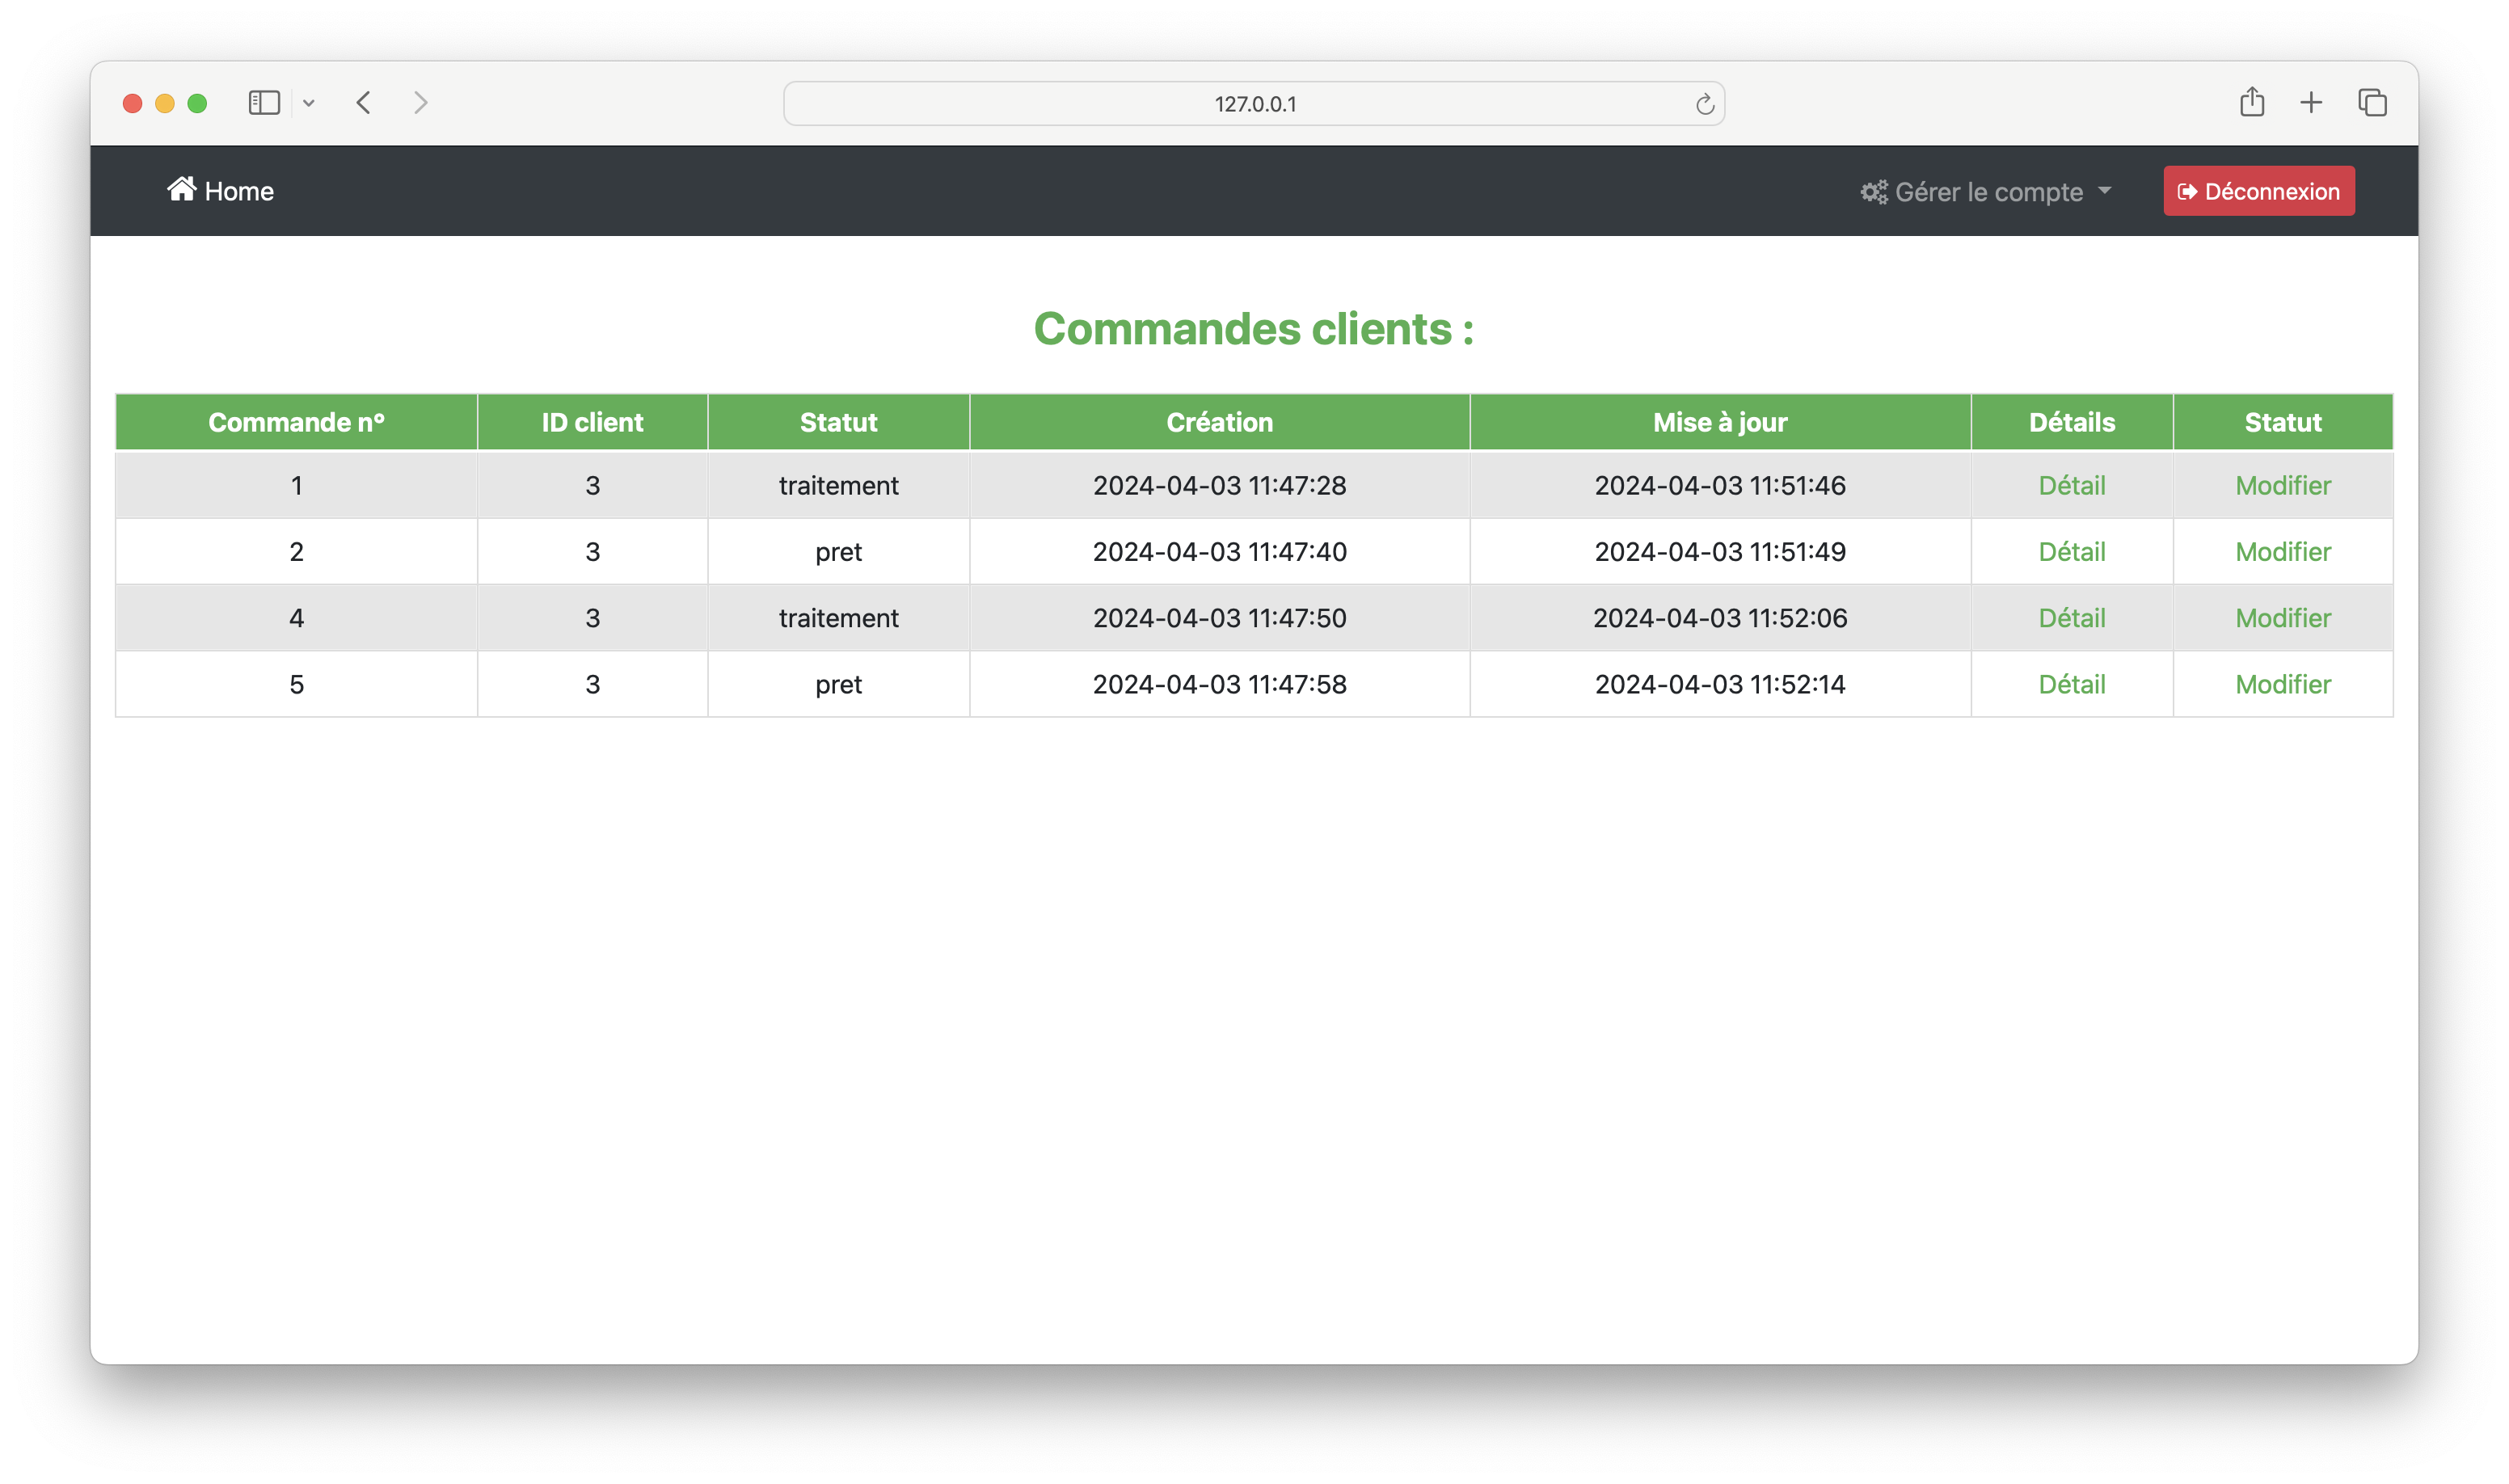 127.0.0.1
Home Gérer le compte Déconnexion
Commandes clients :
Commande n° ID client Statut Création Mise à jour Détails Statut
1 3 traitement 2024-04-03 11:47:28 2024-04-03 11:51:46 Détail Modifier
2 3 pret 2024-04-03 11:47:40 2024-04-03 11:51:49 Détail Modifier
4 3 traitement 2024-04-03 11:47:50 2024-04-03 11:52:06 Détail Modifier
5 3 pret 2024-04-03 11:47:58 2024-04-03 11:52:14 Détail Modifier